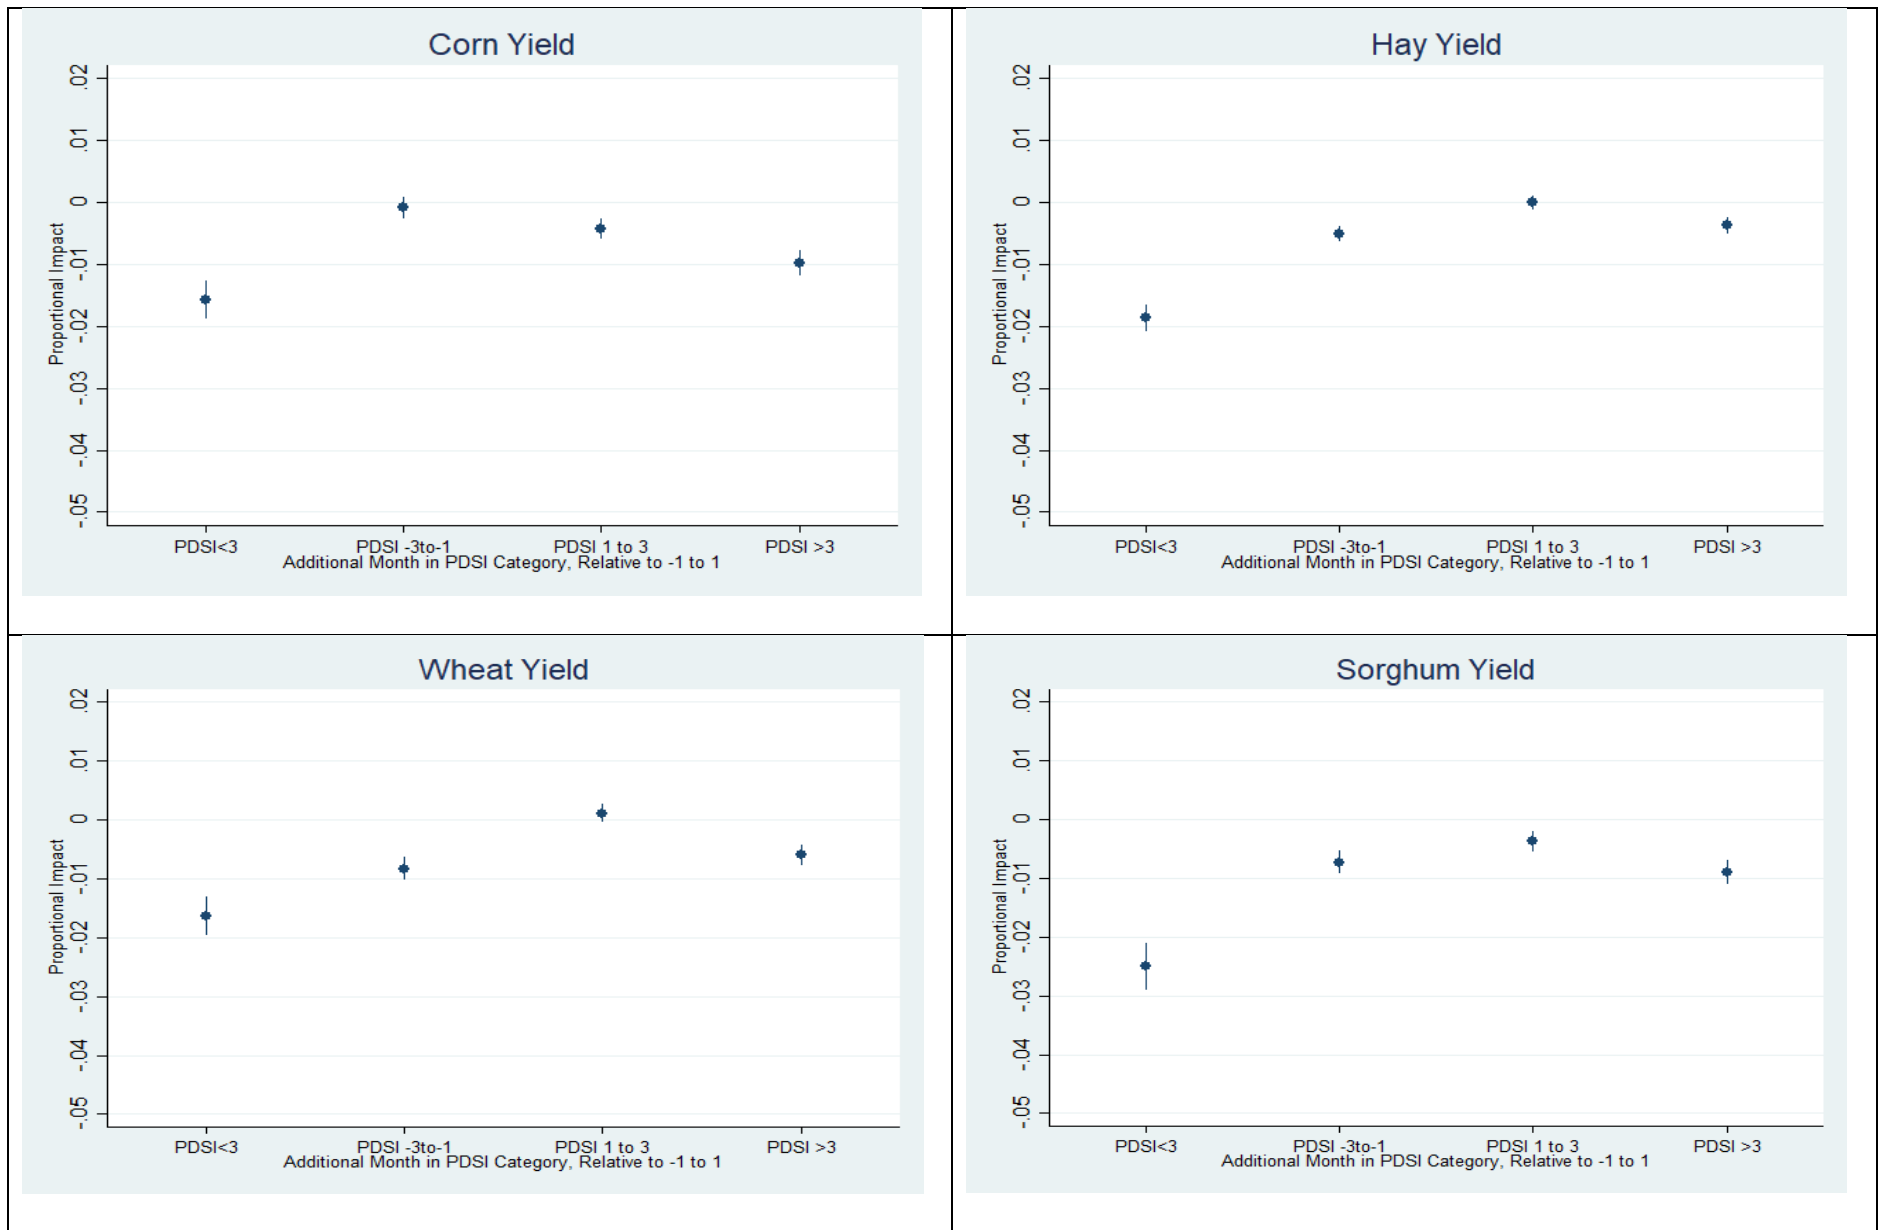 Corn Yield
.02
.01
0
-.01
-.02
-.03
-.04
-.05
Proportional Impact
PDSI<3 PDSI -3to-1 PDSI 1 to 3 PDSI >3
Additional Month in PDSI Category, Relative to -1 to 1
Hay Yield
.02
.01
0
-.01
-.02
-.03
-.04
-.05
Proportional Impact
PDSI<3 PDSI -3to-1 PDSI 1 to 3 PDSI >3
Additional Month in PDSI Category, Relative to -1 to 1
Wheat Yield
.02
.01
0
-.01
-.02
-.03
-.04
-.05
Proportional Impact
PDSI<3 PDSI -3to-1 PDSI 1 to 3 PDSI >3
Additional Month in PDSI Category, Relative to -1 to 1
Sorghum Yield
.02
.01
0
-.01
-.02
-.03
-.04
-.05
Proportional Impact
PDSI<3 PDSI -3to-1 PDSI 1 to 3 PDSI >3
Additional Month in PDSI Category, Relative to -1 to 1